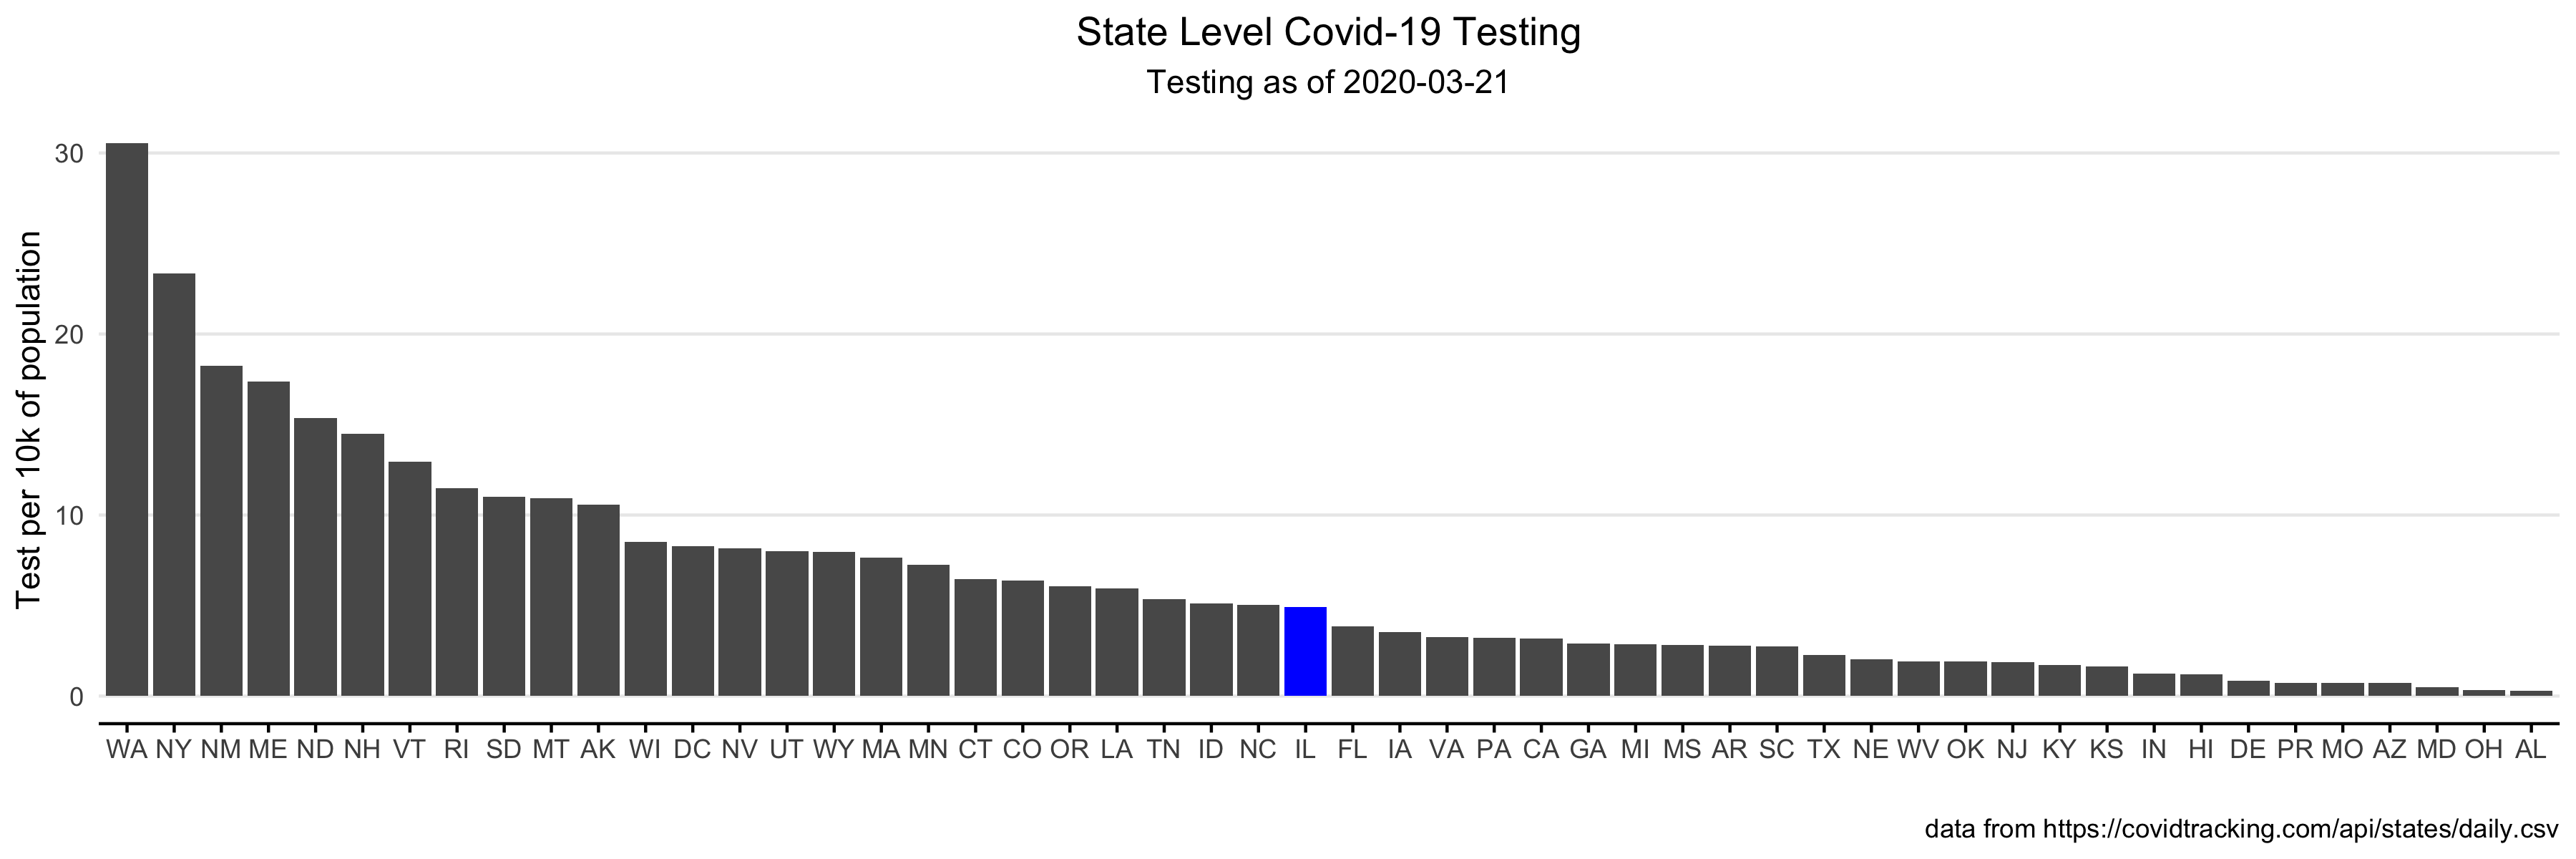 State Level Covid-19 Testing
Testing as of 2020-03-21
Test per 10k of population
30
20
10
0
WA NY NM ME ND NH VT RI SD MT AK WI DC NV UT WY MA MN CT CO OR LA TN ID NC IL FL IA VA PA CA GA MI MS AR SC TX NE WV OK NJ KY KS IN HI DE PR MO AZ MD OH AL
data from https://covidtracking.com/api/states/daily.csv